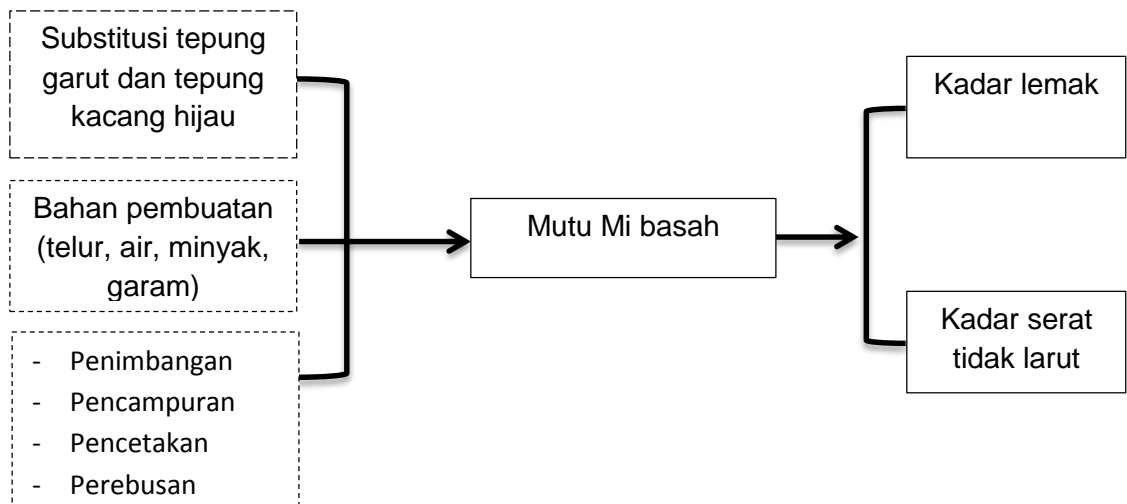 Substitusi tepung
garut dan tepung
kacang hijau
Bahan pembuatan
(telur, air, minyak,
garam)
- Penimbangan
- Pencampuran
- Pencetakan
- Perebusan
Mutu Mi basah
Kadar lemak
Kadar serat
tidak larut